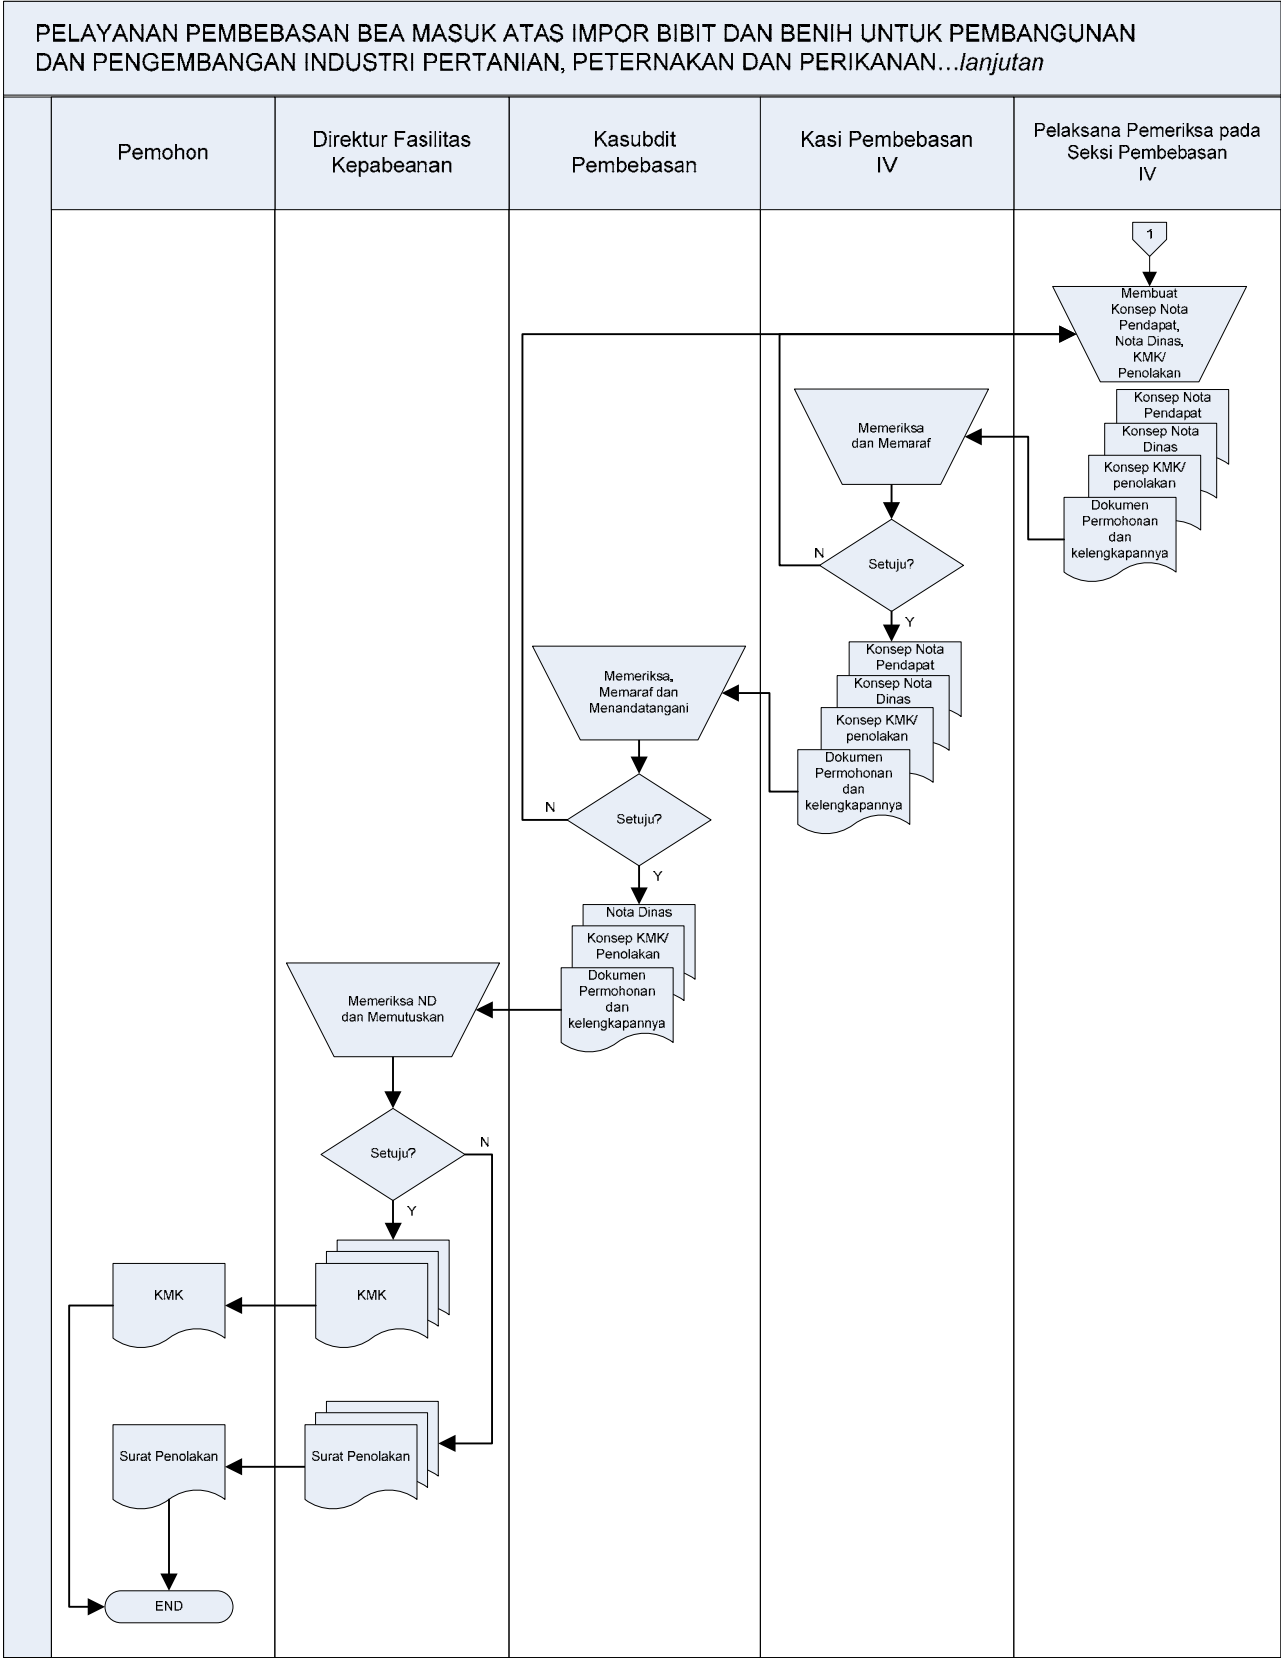 PELAYANAN PEMBEBASAN BEA MASUK ATAS IMPOR BIBIT DAN BENIH UNTUK PEMBANGUNAN
DAN PENGEMBANGAN INDUSTRI PERTANIAN, PETERNAKAN DAN PERIKANAN...lanjutan
Pemohon
Direktur Fasilitas
Kepabeanan
Kasubdit
Pembebasan
Kasi Pembebasan
IV
Pelaksana Pemeriksa pada
Seksi Pembebasan
IV
1
Membuat
Konsep Nota
Pendapat,
Nota Dinas,
KMK/
Penolakan
Konsep Nota
Pendapat
Konsep Nota
Dinas
Konsep KMK/
penolakan
Dokumen
Permohonan
dan
kelengkapannya
Memeriksa
dan Memaraf
Setuju?
N
Y
Konsep Nota
Pendapat
Konsep Nota
Dinas
Konsep KMK/
penolakan
Dokumen
Permohonan
dan
kelengkapannya
Memeriksa,
Memaraf dan
Menandatangani
Setuju?
N
Y
Nota Dinas
Konsep KMK/
Penolakan
Dokumen
Permohonan
dan
kelengkapannya
Memeriksa ND
dan Memutuskan
Setuju?
N
Y
KMK
KMK
Surat Penolakan
Surat Penolakan
END